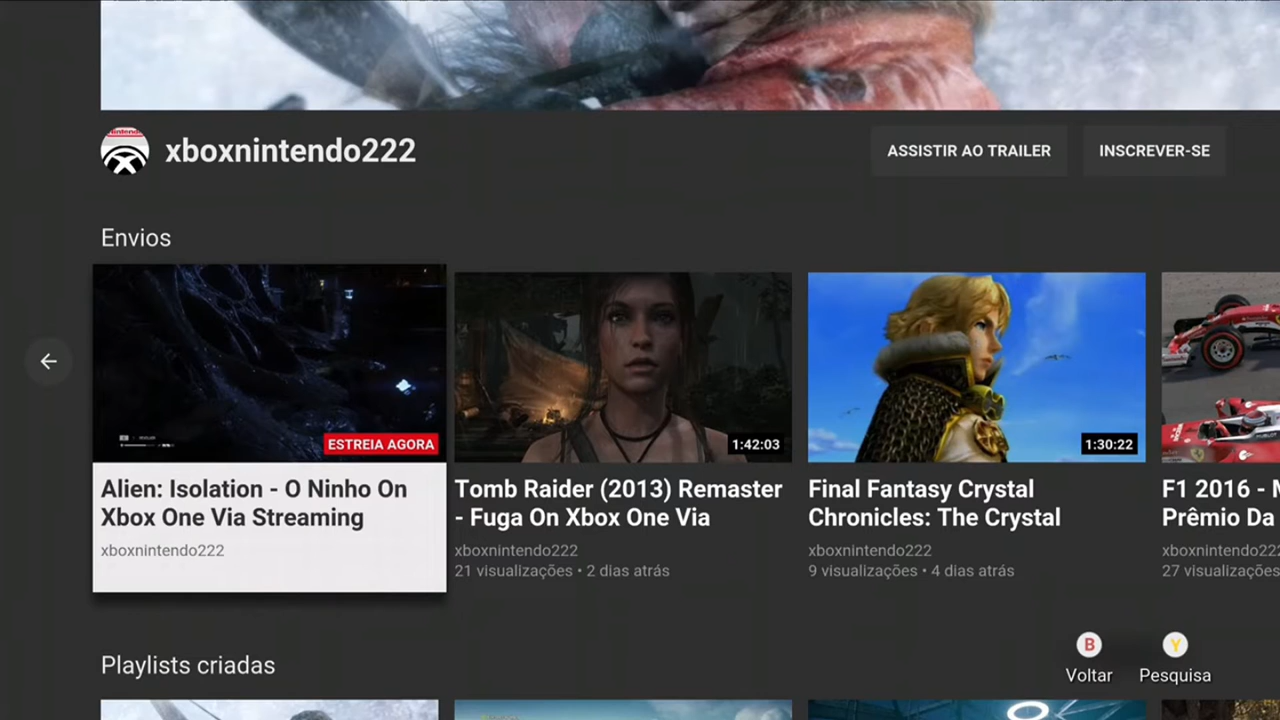 Nintendo
xboxnintendo222
ASSISTIR AO TRAILER
INSCREVER-SE
Envios
ESTREIA AGORA
1:42:03
1:30:22
Alien: Isolation - O Ninho On
Xbox One Via Streaming
xboxnintendo222
Tomb Raider (2013) Remaster
- Fuga On Xbox One Via
xboxnintendo222
21 visualizações • 2 dias atrás
Final Fantasy Crystal
Chronicles: The Crystal
xboxnintendo222
9 visualizações • 4 dias atrás
F1 2016 -
Prêmio Da
xboxnintendo222
27 visualizações
B
Voltar
Y
Pesquisa
Playlists criadas